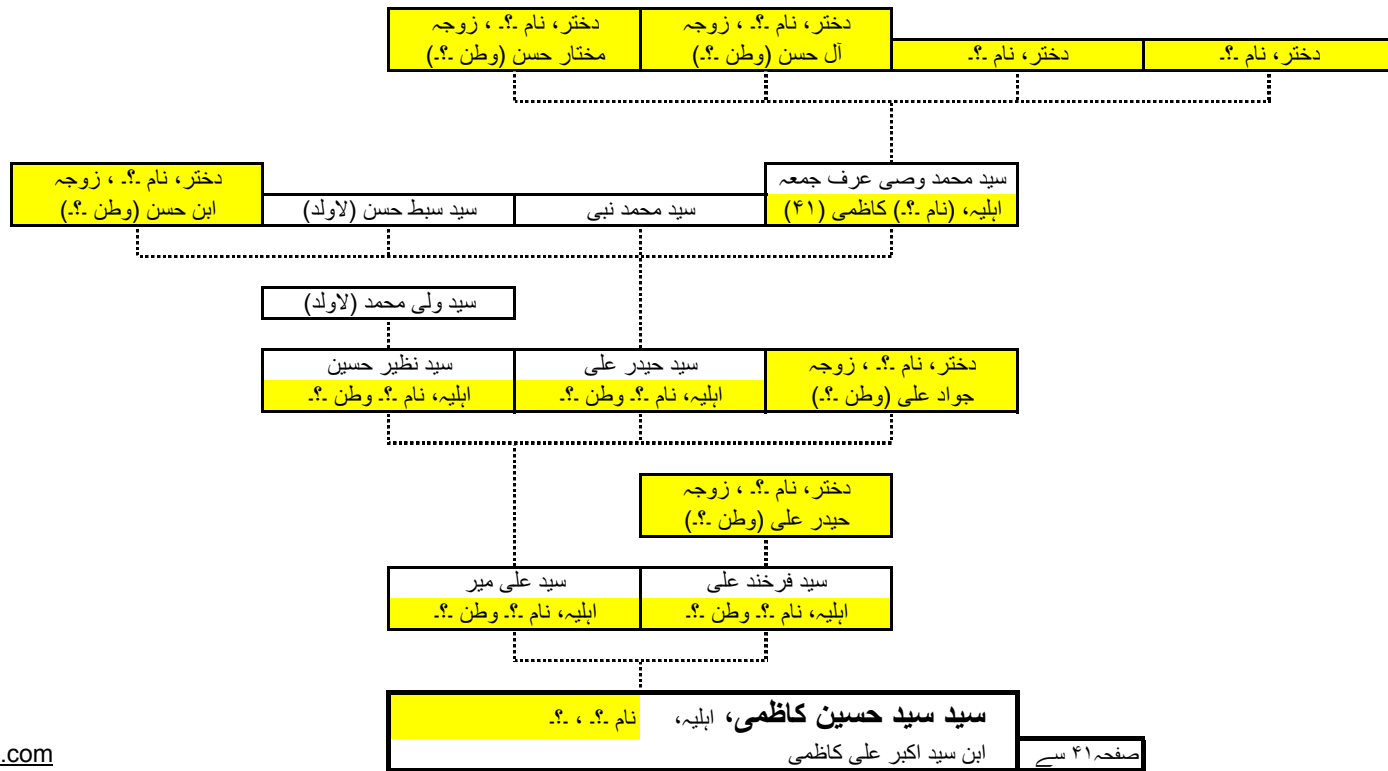 دختر، نام ـ؟ـ
دختر، نام ـ؟ـ
دختر، نام ـ؟ـ ، زوجہ
آل حسن (وطن ـ؟ـ)
دختر، نام ـ؟ـ ، زوجہ
مختار حسن (وطن ـ؟ـ)
سید محمد وصی عرف جمعہ
اہلیہ، (نام ـ؟ـ) کاظمی (۴۱)
سید محمد نبی
سید سبط حسن (لاولد)
دختر، نام ـ؟ـ ، زوجہ
ابن حسن (وطن ـ؟ـ)
سید ولی محمد (لاولد)
دختر، نام ـ؟ـ ، زوجہ
جواد علی (وطن ـ؟ـ)
سید حیدر علی
اہلیہ، نام ـ؟ـ وطن ـ؟ـ
سید نظیر حسین
اہلیہ، نام ـ؟ـ وطن ـ؟ـ
دختر، نام ـ؟ـ ، زوجہ
حیدر علی (وطن ـ؟ـ)
سید فرخند علی
اہلیہ، نام ـ؟ـ وطن ـ؟ـ
سید علی میر
اہلیہ، نام ـ؟ـ وطن ـ؟ـ
سید سید حسین کاظمی، اہلیہ، نام ـ؟ـ ، ـ؟ـ
ابن سید اکبر علی کاظمی
صفحہ۴۱ سے
.com